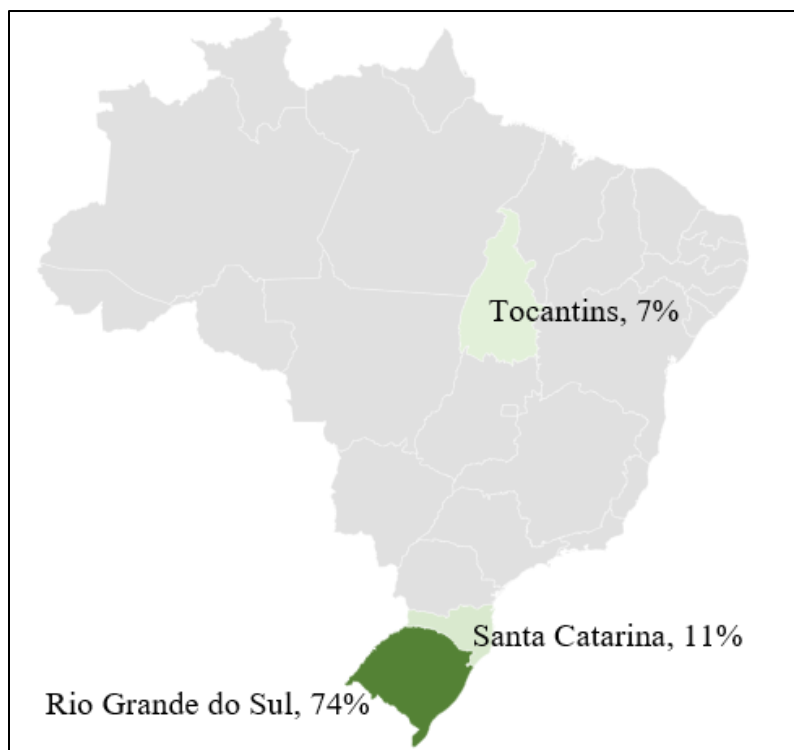 Tocantins, 7%
Santa Catarina, 11%
Rio Grande do Sul, 74%